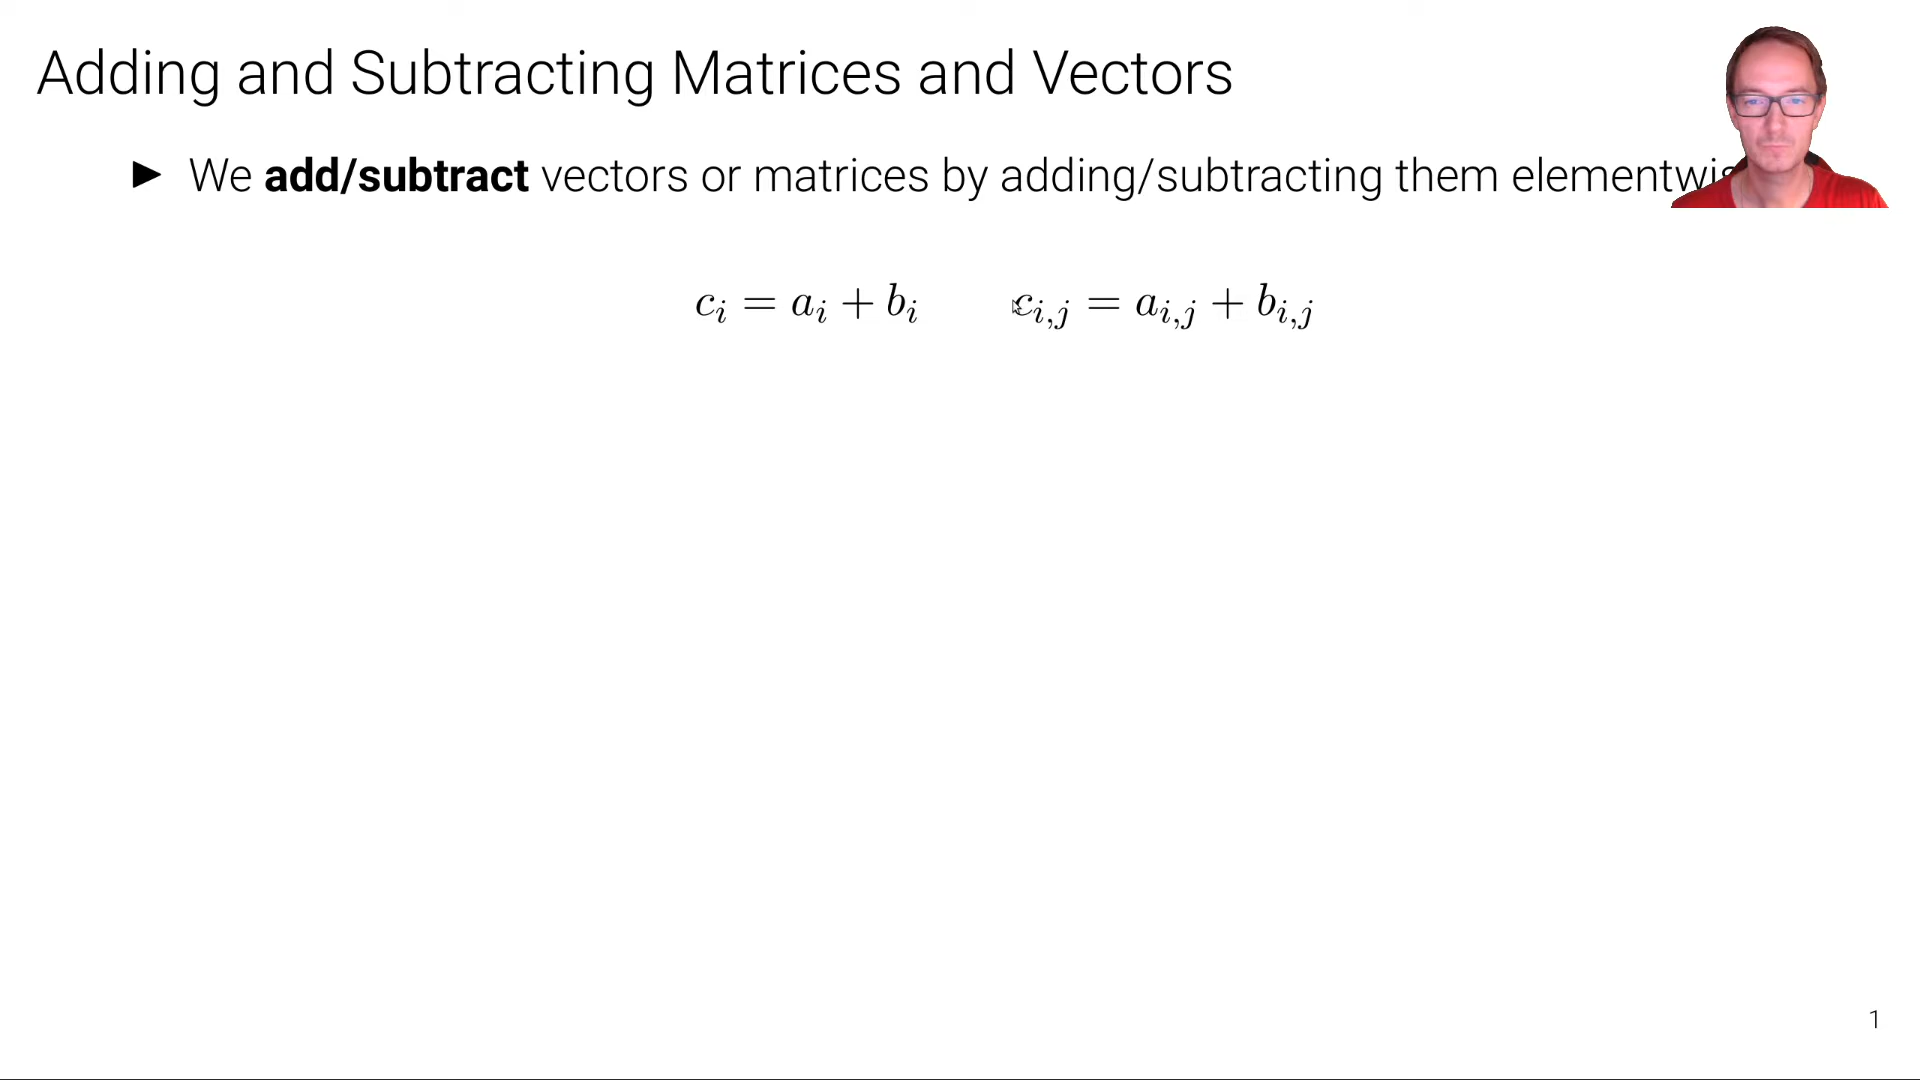 Adding and Subtracting Matrices and Vectors
▶ We add/subtract vectors or matrices by adding/subtracting them
c_i = a_i + b_i    c_{i,j} = a_{i,j} + b_{i,j}
1